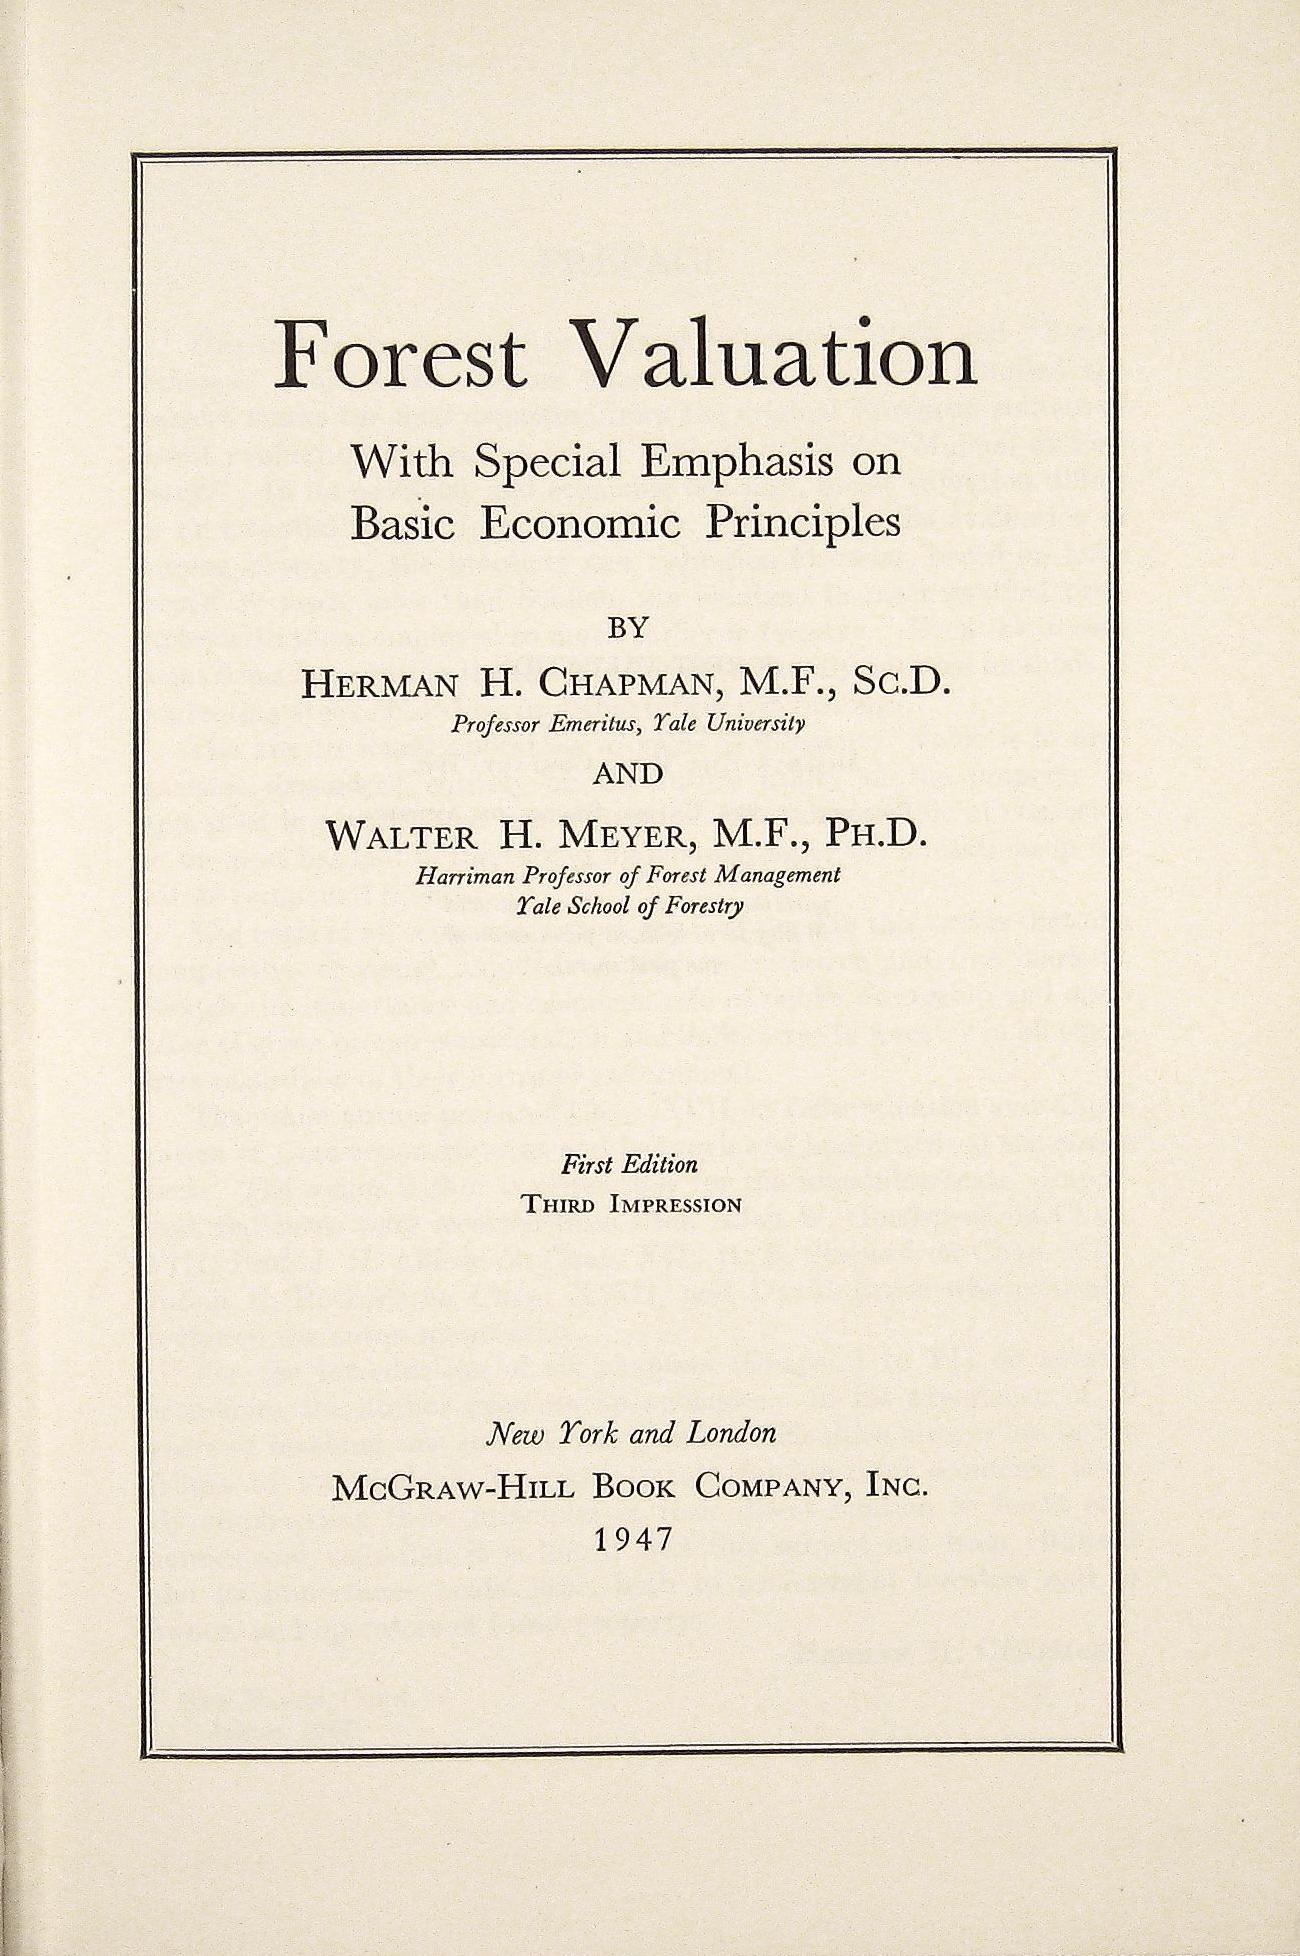 Forest Valuation
With Special Emphasis on
Basic Economic Principles
BY
HERMAN H. CHAPMAN, M.F., SC.D.
Professor Emeritus, Yale University
AND
WALTER H. MEYER, M.F., PH.D.
Harriman Professor of Forest Management
Yale School of Forestry
First Edition
THIRD IMPRESSION
New York and London
MCGRAW-HILL BOOK COMPANY, INC.
1947